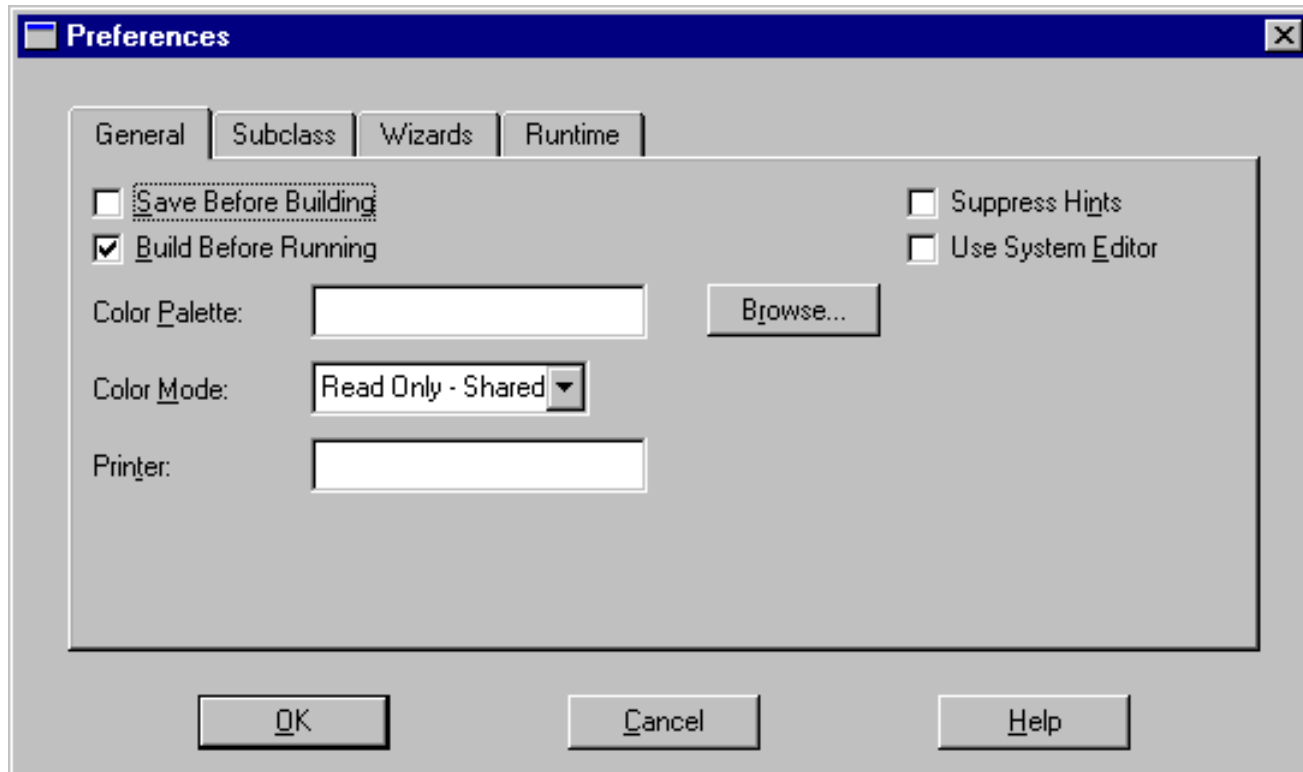 Preferences
General Subclass Wizards Runtime
Save Before Building Suppress Hints
Build Before Running Use System Editor
Color Palette: Browse...
Color Mode: Read Only - Shared
Printer:
OK Cancel Help